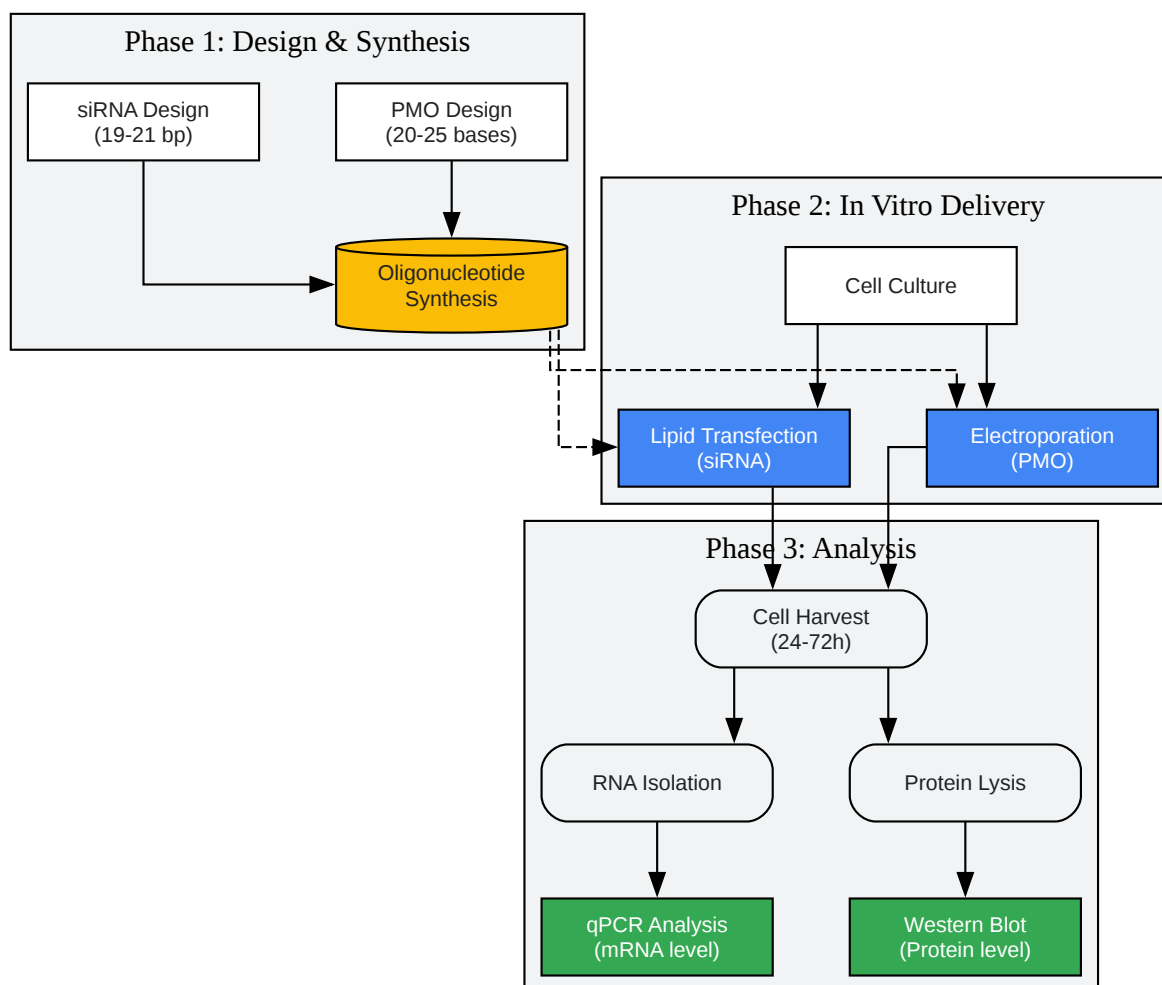 Phase 1: Design & Synthesis
siRNA Design
(19-21 bp)
PMO Design
(20-25 bases)
Oligonucleotide
Synthesis
Phase 2: In Vitro Delivery
Cell Culture
Lipid Transfection
(siRNA)
Electroporation
(PMO)
Phase 3: Analysis
Cell Harvest
(24-72h)
RNA Isolation
Protein Lysis
qPCR Analysis
(mRNA level)
Western Blot
(Protein level)